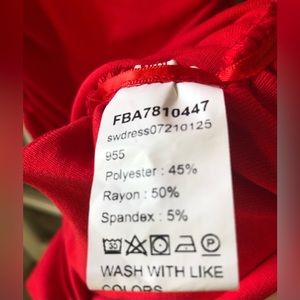 FBA7810447
swdress07210125
955
Polyester : 45%
Rayon : 50%
Spandex : 5%
WASH WITH LIKE
COLORS